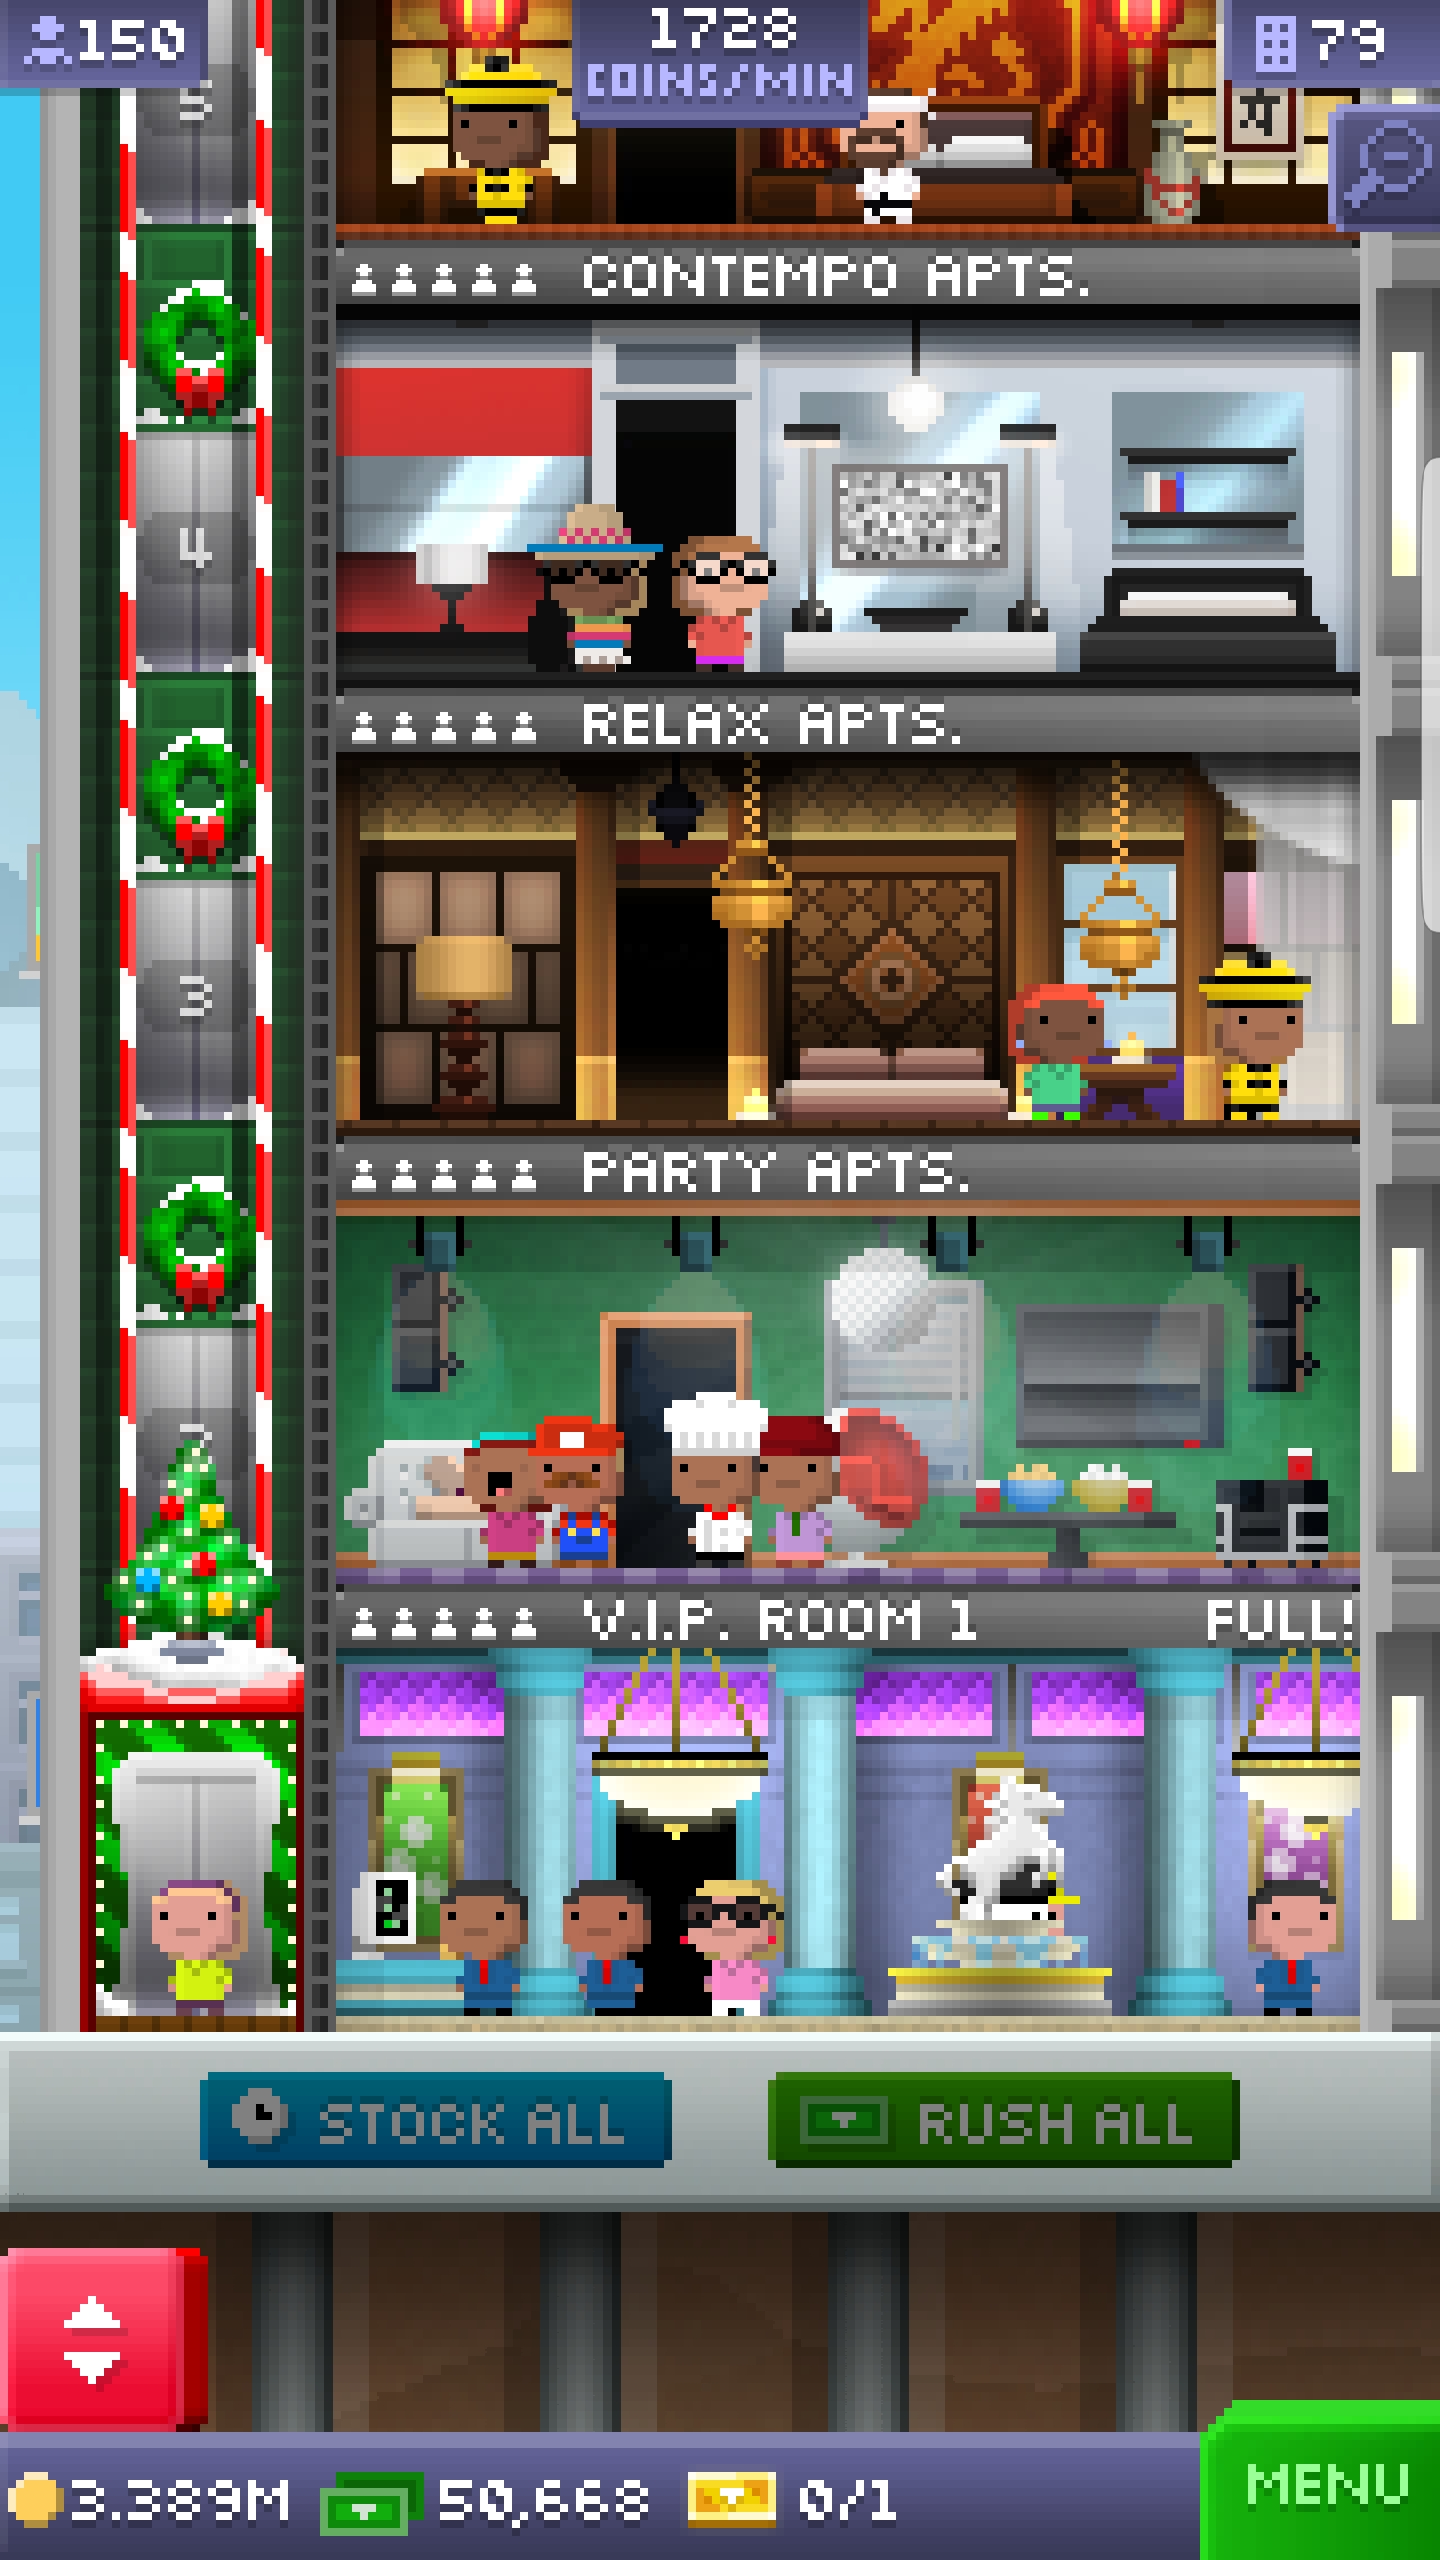 150
1728
COINS/MIN
79
5
CONTEMPO APTS.
4
RELAX APTS.
3
PARTY APTS.
V.I.P. ROOM 1 FULL!
STOCK ALL
RUSH ALL
3.389M
50,668
0/1
MENU